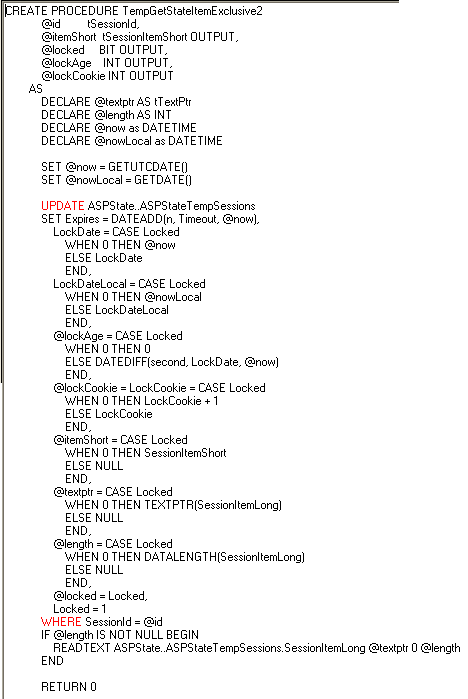 CREATE PROCEDURE TempGetStateItemExclusive2
@id tSessionId,
@itemShort tSessionItemShort OUTPUT,
@locked BIT OUTPUT,
@lockAge INT OUTPUT,
@lockCookie INT OUTPUT
AS
DECLARE @textptr AS tTextPtr
DECLARE @length AS INT
DECLARE @now as DATETIME
DECLARE @nowLocal as DATETIME
SET @now = GETUTCDATE()
SET @nowLocal = GETDATE()
UPDATE ASPState..ASPStateTempSessions
SET Expires = DATEADD(n, Timeout, @now),
LockDate = CASE Locked
WHEN 0 THEN @now
ELSE LockDate
END,
LockDateLocal = CASE Locked
WHEN 0 THEN @nowLocal
ELSE LockDateLocal
END,
@lockAge = CASE Locked
WHEN 0 THEN 0
ELSE DATEDIFF(second, LockDate, @now)
END,
@lockCookie = LockCookie = CASE Locked
WHEN 0 THEN LockCookie + 1
ELSE LockCookie
END,
@itemShort = CASE Locked
WHEN 0 THEN SessionItemShort
ELSE NULL
END,
@textptr = CASE Locked
WHEN 0 THEN TEXTPTR(SessionItemLong)
ELSE NULL
END,
@length = CASE Locked
WHEN 0 THEN DATALENGTH(SessionItemLong)
ELSE NULL
END,
@locked = Locked,
Locked = 1
WHERE SessionId = @id
IF @length IS NOT NULL BEGIN
READTEXT ASPState..ASPStateTempSessions.SessionItemLong @textptr 0 @length
END
RETURN 0